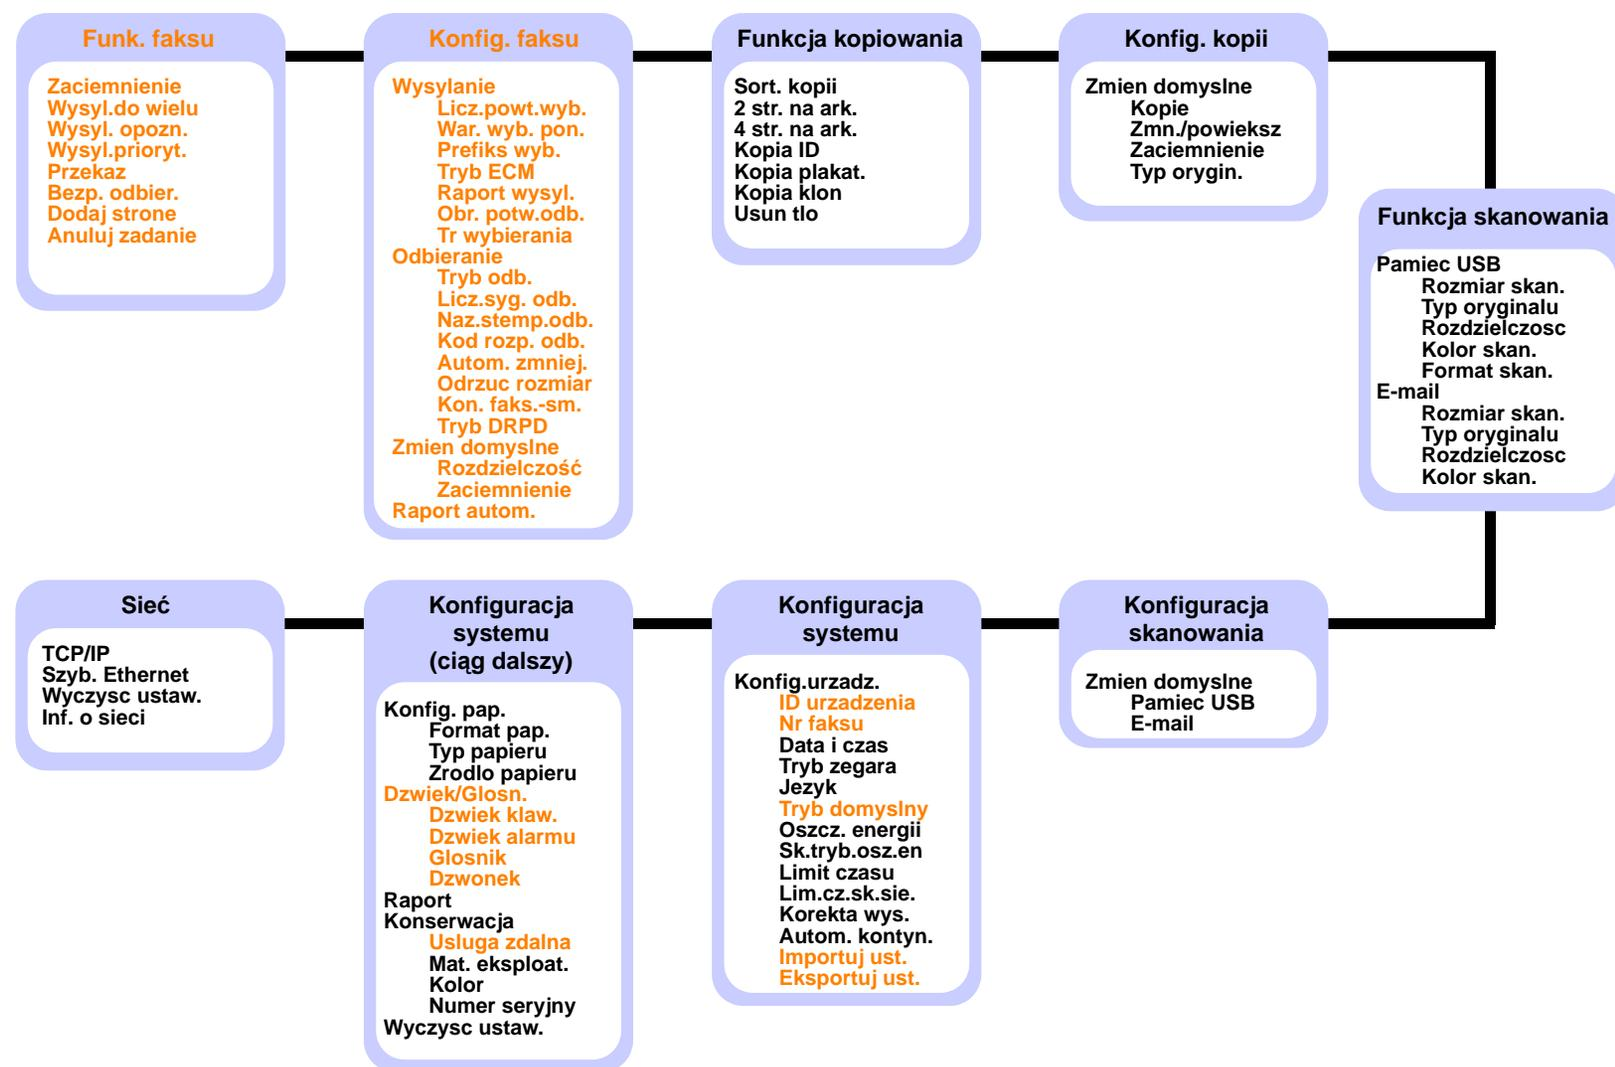 Funk. faksu
Zaciemnienie
Wysyl.do wielu
Wysyl. opozn.
Wysyl.prioryt.
Przekaz
Bezp. odbier.
Dodaj strone
Anuluj zadanie
Konfig. faksu
Wysylanie
Licz.powt.wyb.
War. wyb. pon.
Prefiks wyb.
Tryb ECM
Raport wysyl.
Obr. potw.odb.
Tr wybierania
Odbieranie
Tryb odb.
Licz.syg. odb.
Naz.stemp.odb.
Kod rozp. odb.
Autom. zmniej.
Odrzuc rozmiar
Kon. faks.-sm.
Tryb DRPD
Zmien domyslne
Rozdzielczość
Zaciemnienie
Raport autom.
Funkcja kopiowania
Sort. kopii
2 str. na ark.
4 str. na ark.
Kopia ID
Kopia plakat.
Kopia klon
Usun tlo
Konfig. kopii
Zmien domyslne
Kopie
Zmn./powieksz
Zaciemnienie
Typ orygin.
Funkcja skanowania
Pamiec USB
Rozmiar skan.
Typ oryginalu
Rozdzielczosc
Kolor skan.
Format skan.
E-mail
Rozmiar skan.
Typ oryginalu
Rozdzielczosc
Kolor skan.
Sieć
TCP/IP
Szyb. Ethernet
Wyczysc ustaw.
Inf. o sieci
Konfiguracja
systemu
(ciąg dalszy)
Konfig. pap.
Format pap.
Typ papieru
Zrodlo papieru
Dzwiek/Glosn.
Dzwiek klaw.
Dzwiek alarmu
Glosnik
Dzwonek
Raport
Konserwacja
Usluga zdalna
Mat. eksploat.
Kolor
Numer seryjny
Wyczysc ustaw.
Konfiguracja
systemu
Konfig.urzadz.
ID urzadzenia
Nr faksu
Data i czas
Tryb zegara
Jezyk
Tryb domyslny
Oszcz. energii
Sk.tryb.osz.en
Limit czasu
Lim.cz.sk.sie.
Korekta wys.
Autom. kontyn.
Importuj ust.
Eksportuj ust.
Konfiguracja
skanowania
Zmien domyslne
Pamiec USB
E-mail